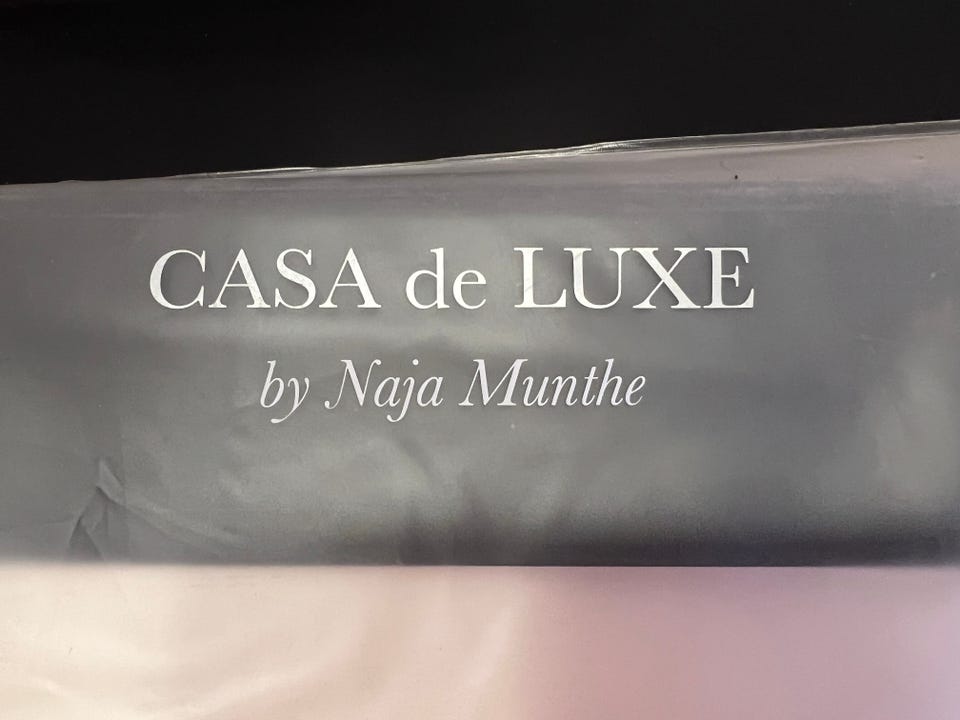 CASA de LUXE
by Naja Munthe